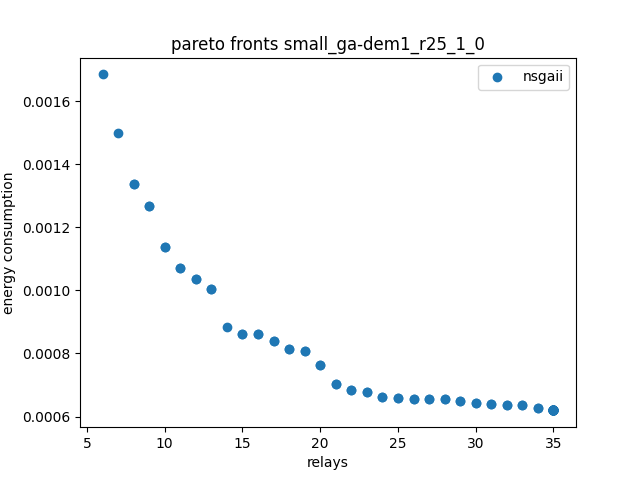 pareto fronts small_ga-dem1_r25_1_0
nsgaii
0.0016
0.0014
0.0012
0.0010
0.0008
0.0006
energy consumption
5 10 15 20 25 30 35
relays